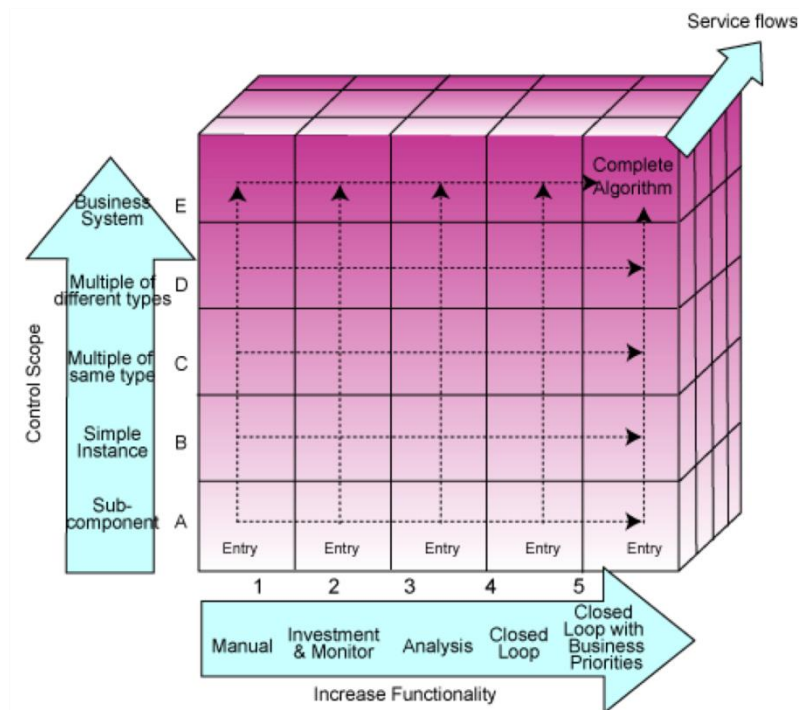 Service flows
Complete
Algorithm
Business
System
E
Multiple of
different types
D
Control Scope
Multiple of
same type
C
Simple
Instance
B
Sub-
component
A
Entry
Entry
Entry
Entry
Entry
1
2
3
4
5
Manual
Investment
& Monitor
Analysis
Closed
Loop
Closed
Loop with
Business
Priorities
Increase Functionality